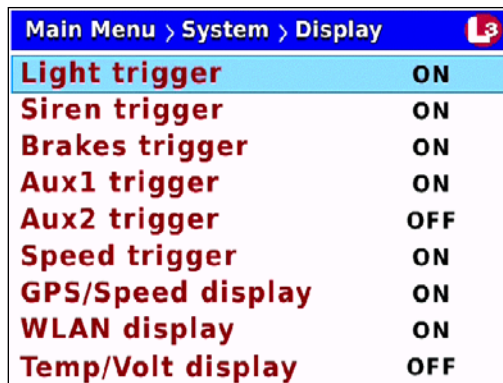 Main Menu > System > Display L3
Light trigger ON
Siren trigger ON
Brakes trigger ON
Aux1 trigger ON
Aux2 trigger OFF
Speed trigger ON
GPS/Speed display ON
WLAN display ON
Temp/Volt display OFF